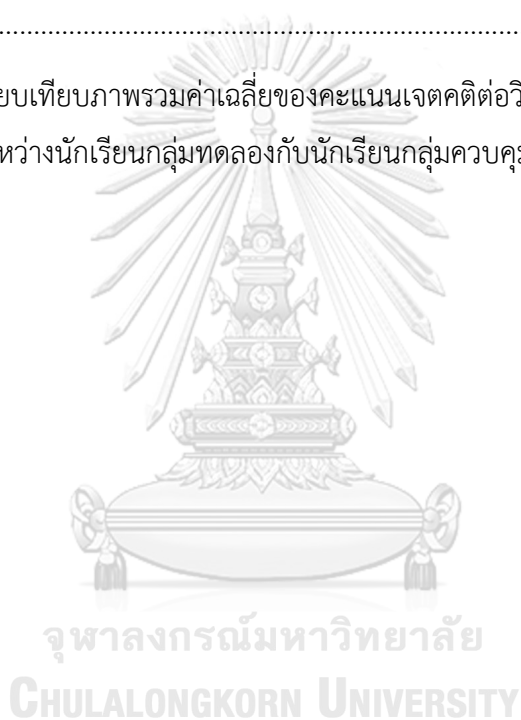 ........................................................................................
ยบเทียบภาพรวมค่าเฉลี่ยของคะแนนเจตคติต่อวิ
หว่างนักเรียนกลุ่มทดลองกับนักเรียนกลุ่มควบคุม
จุฬาลงกรณ์มหาวิทยาลัย
CHULALONGKORN UNIVERSITY